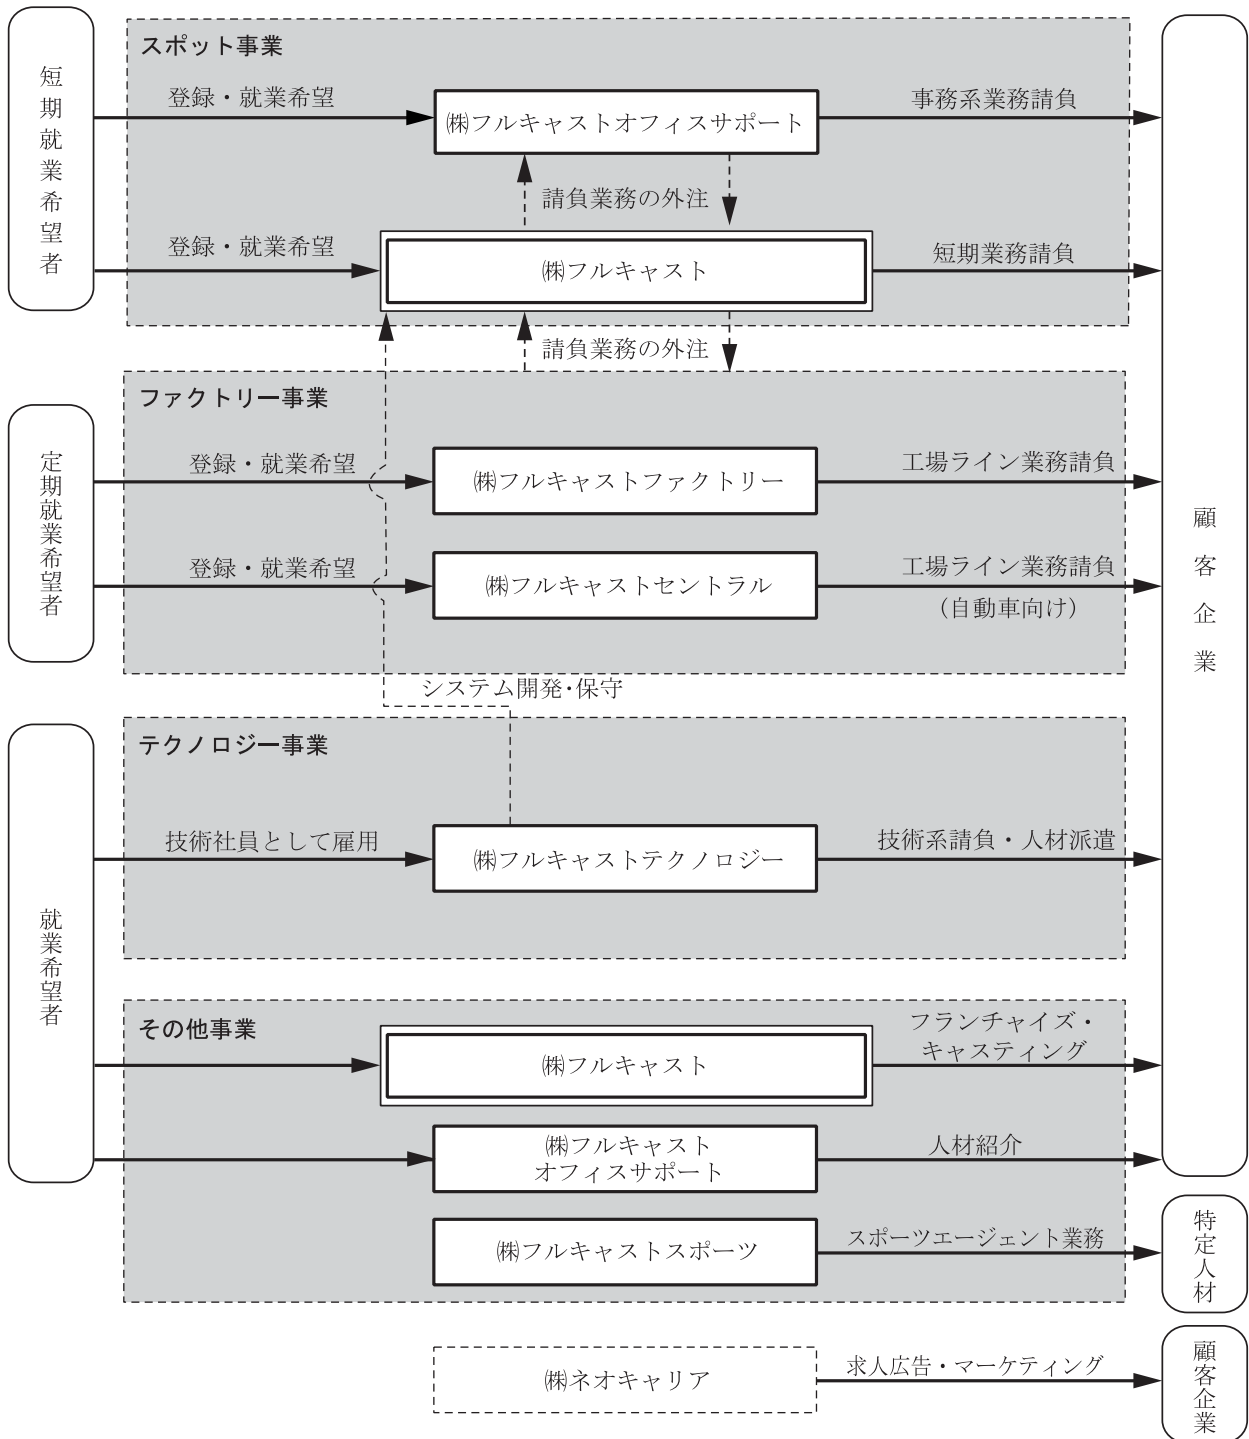 短期就業希望者
スポット事業
登録・就業希望
㈱フルキャストオフィスサポート
事務系業務請負
請負業務の外注
登録・就業希望
㈱フルキャスト
短期業務請負
請負業務の外注
定期就業希望者
ファクトリー事業
登録・就業希望
㈱フルキャストファクトリー
工場ライン業務請負
登録・就業希望
㈱フルキャストセントラル
工場ライン業務請負
（自動車向け）
顧客企業
システム開発・保守
就業希望者
テクノロジー事業
技術社員として雇用
㈱フルキャストテクノロジー
技術系請負・人材派遣
その他事業
㈱フルキャスト
フランチャイズ・
キャスティング
㈱フルキャスト
オフィスサポート
人材紹介
㈱フルキャストスポーツ
スポーツエージェント業務
特定人材
㈱ネオキャリア
求人広告・マーケティング
顧客企業